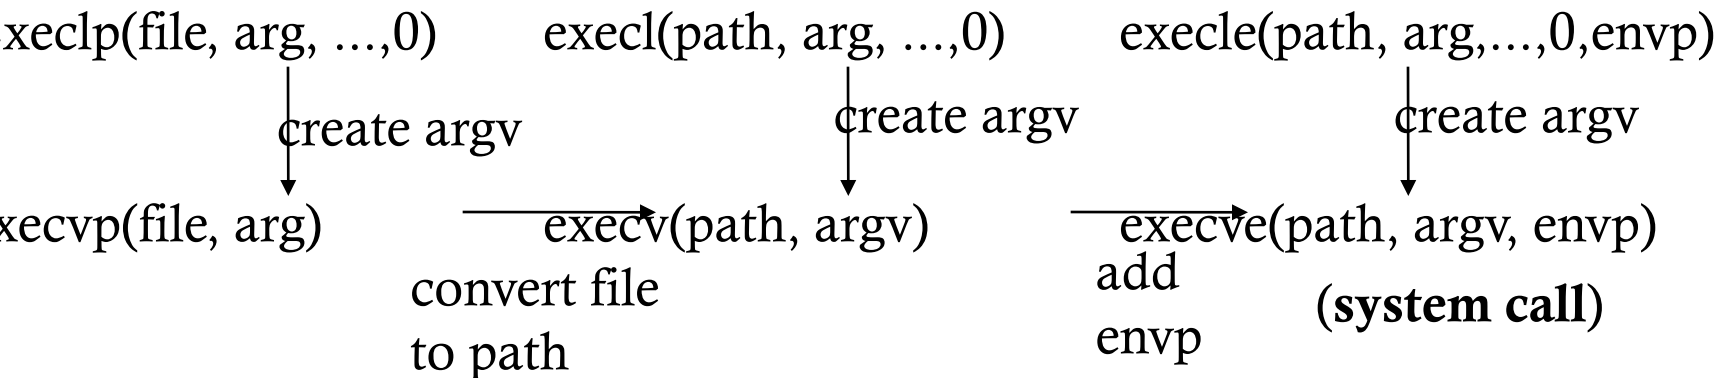 xeclp(file, arg, ...,0) execl(path, arg, ...,0) execle(path, arg,...,0,envp)
create argv create argv create argv
xecvp(file, arg) execv(path, argv) execve(path, argv, envp)
convert file
to path
add
envp
(system call)